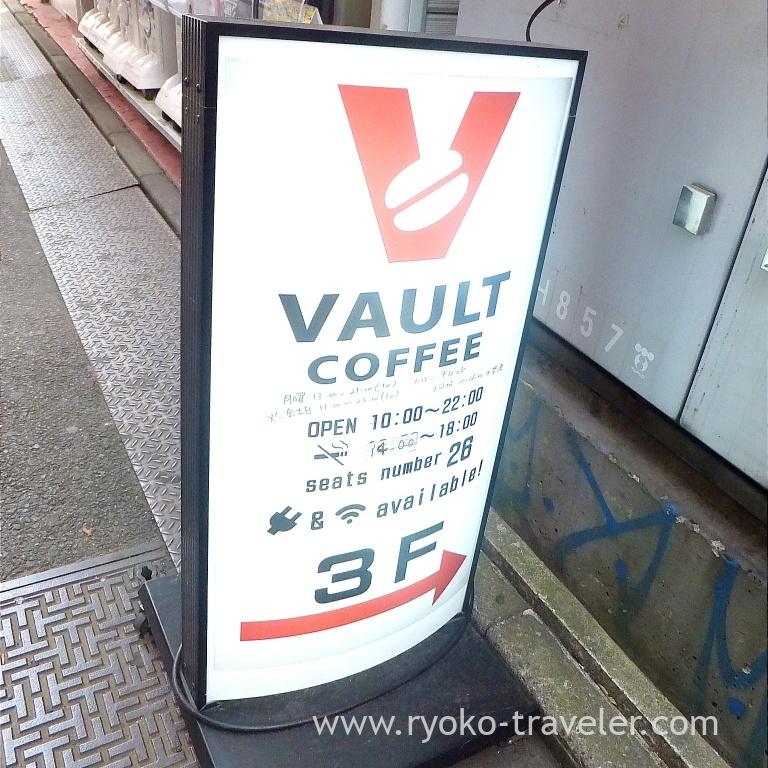 VAULT
COFFEE
OPEN 10:00~22:00
14:00~18:00
seats number 26
& available!
3F
H857
www.ryoko-traveler.com